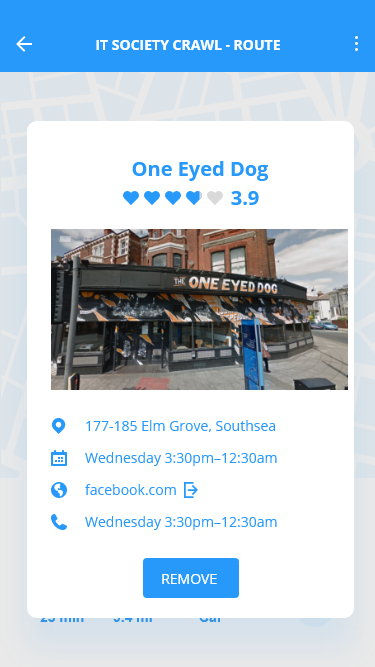 IT SOCIETY CRAWL - ROUTE
One Eyed Dog
3.9
THE ONE EYED DOG
177-185 Elm Grove, Southsea
Wednesday 3:30pm–12:30am
facebook.com
Wednesday 3:30pm–12:30am
REMOVE